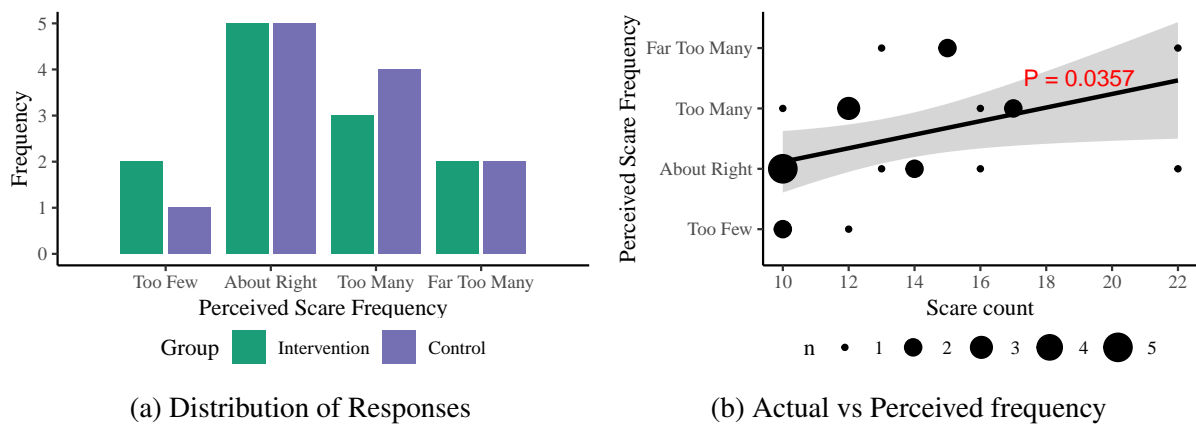 5
4
3
2
1
0
Frequency
Too Few About Right Too Many Far Too Many
Perceived Scare Frequency
Group Intervention Control
(a) Distribution of Responses
Far Too Many
Too Many
About Right
Too Few
Perceived Scare Frequency
P = 0.0357
10 12 14 16 18 20 22
Scare count
n 1 2 3 4 5
(b) Actual vs Perceived frequency